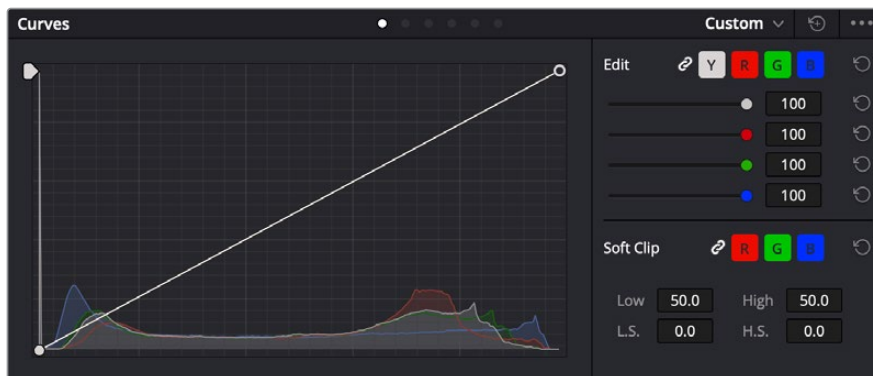 Curves
Custom
Edit Y R G B
100
100
100
100
Soft Clip R G B
Low 50.0 High 50.0
L.S. 0.0 H.S. 0.0